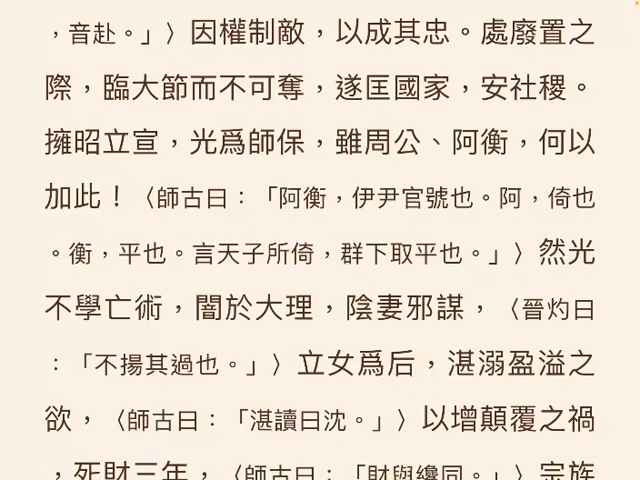 ，音赴。」〉因權制敵，以成其忠。處廢置之
際，臨大節而不可奪，遂匡國家，安社稷。
擁昭立宣，光爲師保，雖周公、阿衡，何以
加此！〈師古曰：「阿衡，伊尹官號也。阿，倚也
。衡，平也。言天子所倚，群下取平也。」〉然光
不學亡術，闇於大理，陰妻邪謀，〈晉灼曰
：「不揚其過也。」〉立女爲后，湛溺盈溢之
欲，〈師古曰：「湛讀曰沈。」〉以增顛覆之禍
，死財三年，〈師古曰：「財與纔同。」〉宗族